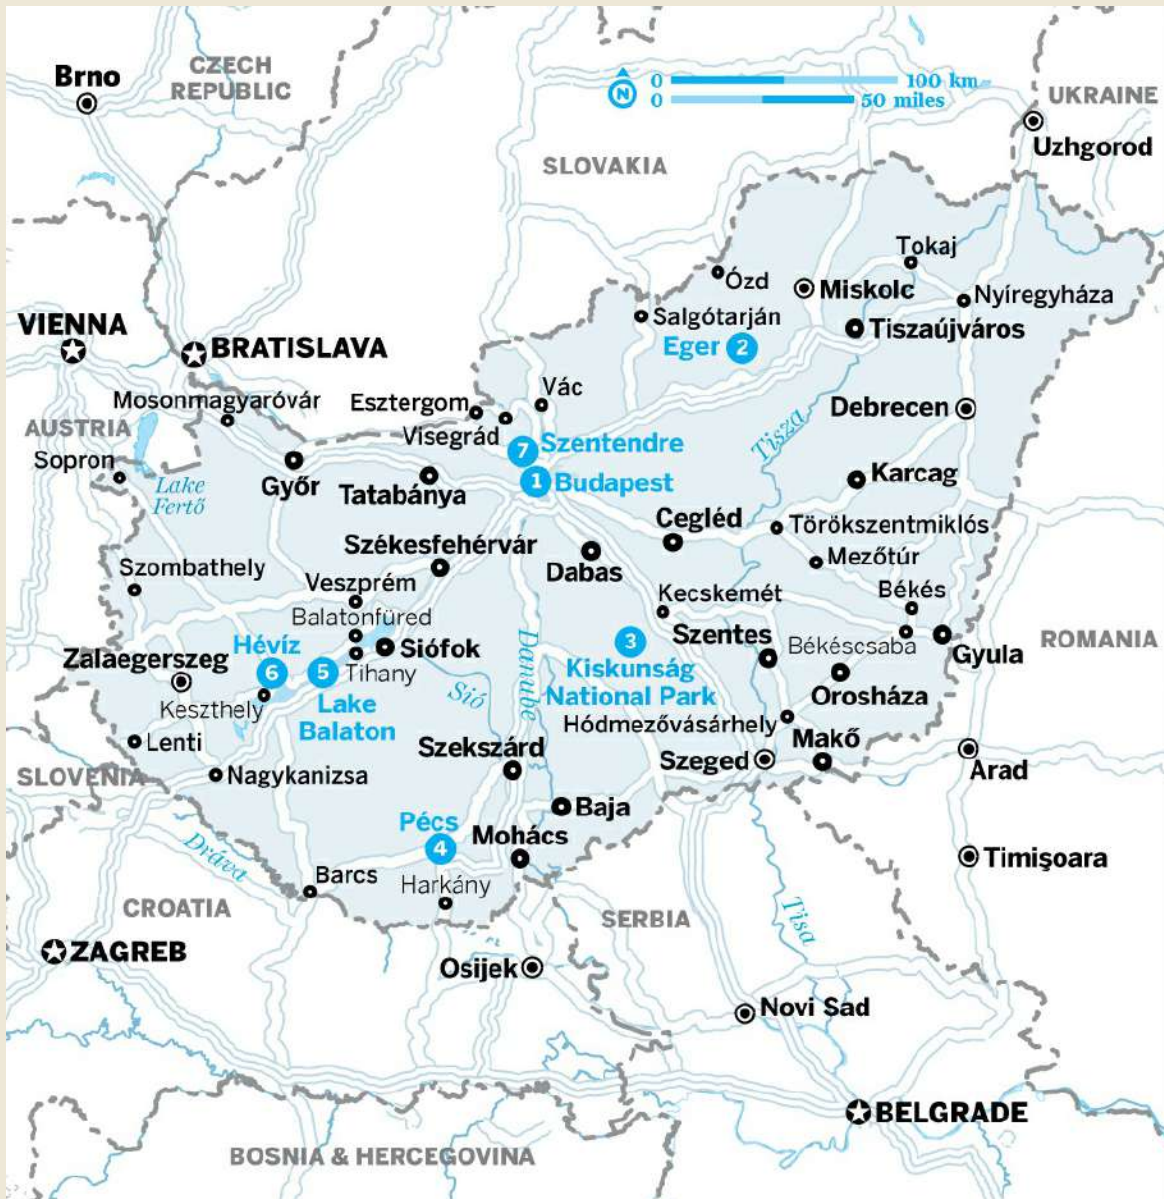 Brno
CZECH
REPUBLIC
0 100 km
N
0 50 miles
UKRAINE
Uzhgorod
SLOVAKIA
Tokaj
Ózd
Miskolc
Nyíregyháza
Salgótarján
Tiszaújváros
VIENNA
BRATISLAVA
Eger 2
Vác
Mosonmagyaróvár
Esztergom
Debrecen
AUSTRIA
Visegrád
Tisza
Sopron
7 Szentendre
Lake
Fertő
Győr
Tatabánya
1 Budapest
Karcag
Cegléd
Törökszentmiklós
Székesfehérvár
Dabas
Mezőtúr
Szombathely
Veszprém
Kecskemét
Békés
Balatonfüred
Hévíz
6
Siófok
Danube
3
Kiskunság
National Park
Szentes
Békéscsaba
ROMANIA
Gyula
Zalaegerszeg
5
Lake
Balaton
Tihany
Sió
Orosháza
Keszthely
Hódmezővásárhely
Lenti
Szekszárd
Szeged
Makó
Arad
SLOVENIA
Nagykanizsa
Baja
Pécs
4
Mohács
Dráva
Timişoara
Barcs
Harkány
CROATIA
SERBIA
Tisa
ZAGREB
Osijek
Novi Sad
BELGRADE
BOSNIA & HERCEGOVINA